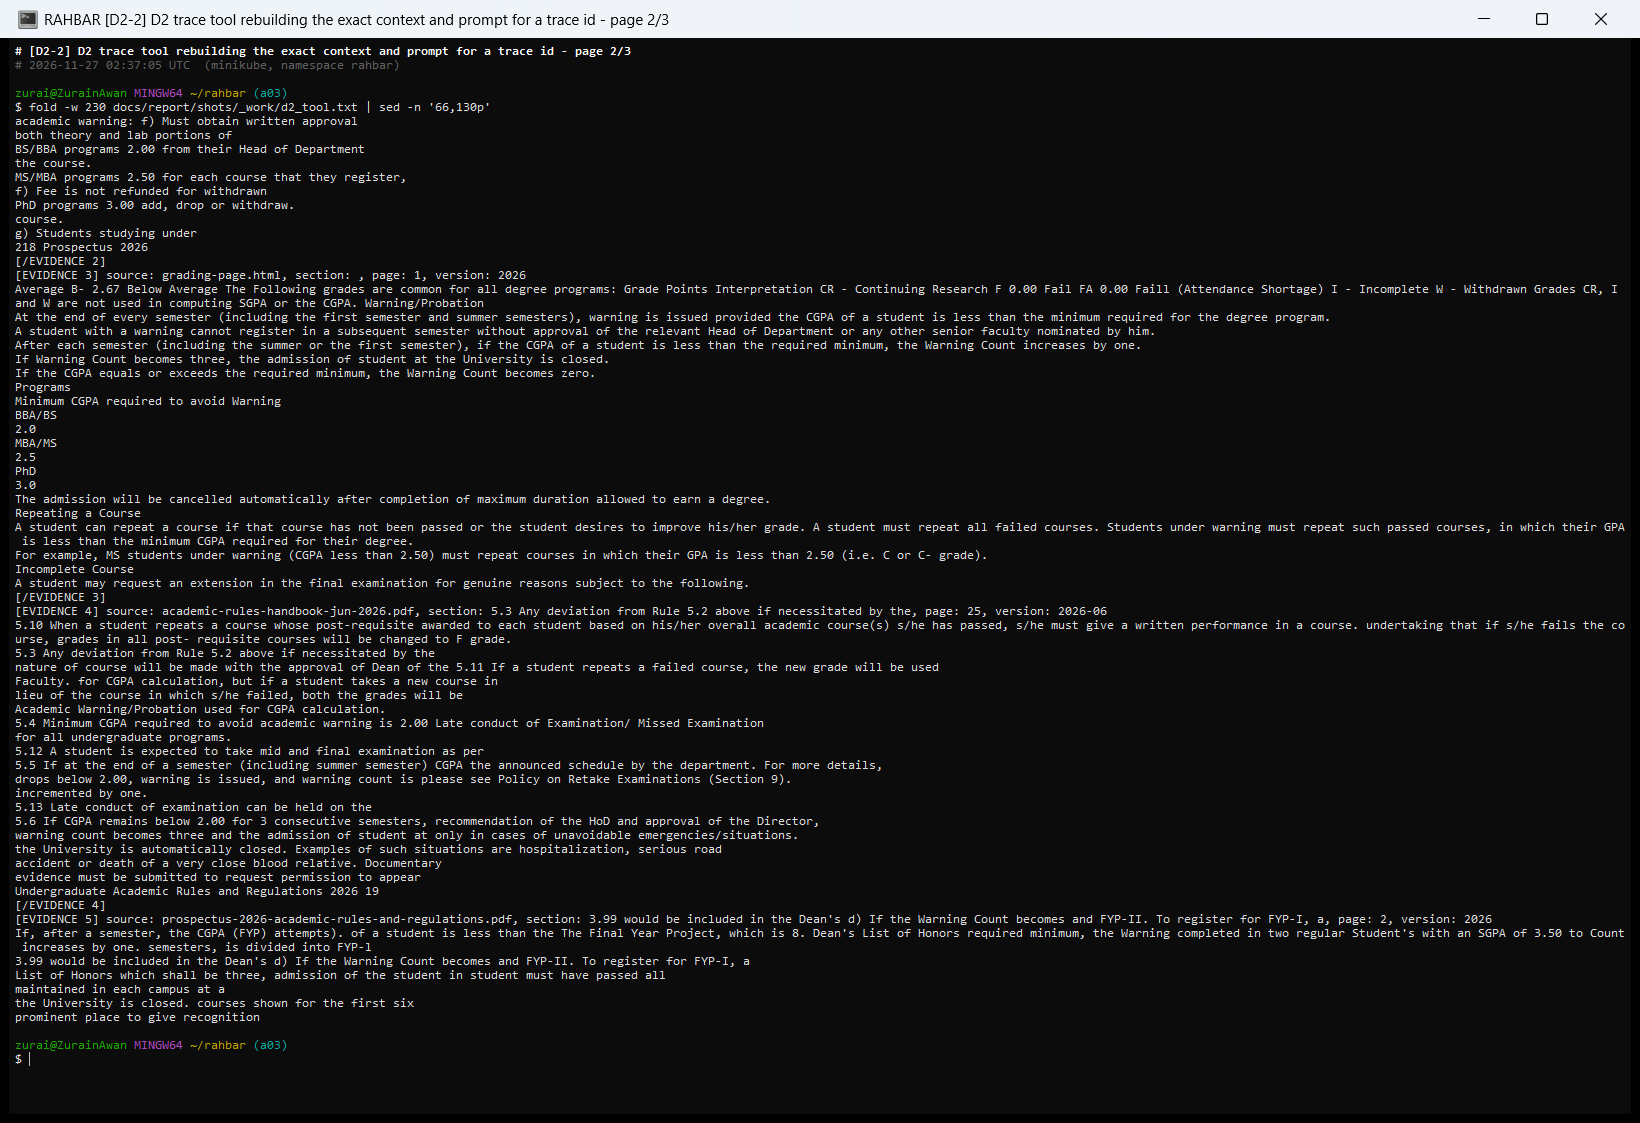 RAHBAR [D2-2] D2 trace tool rebuilding the exact context and prompt for a trace id - page 2/3
# [D2-2] D2 trace tool rebuilding the exact context and prompt for a trace id - page 2/3
# 2026-11-27 02:37:05 UTC  (minikube, namespace rahbar)
zurai@ZurainAwan MINGW64 ~/rahbar (a03)
$ fold -w 230 docs/report/shots/_work/d2_tool.txt | sed -n '66,130p'
academic warning: f) Must obtain written approval
both theory and lab portions of
BS/BBA programs 2.00 from their Head of Department
the course.
MS/MBA programs 2.50 for each course that they register,
f) Fee is not refunded for withdrawn
PhD programs 3.00 add, drop or withdraw.
course.
g) Students studying under
218 Prospectus 2026
[/EVIDENCE 2]
[EVIDENCE 3] source: grading-page.html, section: , page: 1, version: 2026
Average B- 2.67 Below Average The Following grades are common for all degree programs: Grade Points Interpretation CR - Continuing Research F 0.00 Fail FA 0.00 Faill (Attendance Shortage) I - Incomplete W - Withdrawn Grades CR, I
and W are not used in computing SGPA or the CGPA. Warning/Probation
At the end of every semester (including the first semester and summer semesters), warning is issued provided the CGPA of a student is less than the minimum required for the degree program.
A student with a warning cannot register in a subsequent semester without approval of the relevant Head of Department or any other senior faculty nominated by him.
After each semester (including the summer or the first semester), if the CGPA of a student is less than the required minimum, the Warning Count increases by one.
If Warning Count becomes three, the admission of student at the University is closed.
If the CGPA equals or exceeds the required minimum, the Warning Count becomes zero.
Programs
Minimum CGPA required to avoid Warning
BBA/BS
2.0
MBA/MS
2.5
PhD
3.0
The admission will be cancelled automatically after completion of maximum duration allowed to earn a degree.
Repeating a Course
A student can repeat a course if that course has not been passed or the student desires to improve his/her grade. A student must repeat all failed courses. Students under warning must repeat such passed courses, in which their GPA
is less than the minimum CGPA required for their degree.
For example, MS students under warning (CGPA less than 2.50) must repeat courses in which their GPA is less than 2.50 (i.e. C or C- grade).
Incomplete Course
A student may request an extension in the final examination for genuine reasons subject to the following.
[/EVIDENCE 3]
[EVIDENCE 4] source: academic-rules-handbook-jun-2026.pdf, section: 5.3 Any deviation from Rule 5.2 above if necessitated by the, page: 25, version: 2026-06
5.10 When a student repeats a course whose post-requisite awarded to each student based on his/her overall academic course(s) s/he has passed, s/he must give a written performance in a course. undertaking that if s/he fails the co
urse, grades in all post- requisite courses will be changed to F grade.
5.3 Any deviation from Rule 5.2 above if necessitated by the
nature of course will be made with the approval of Dean of the 5.11 If a student repeats a failed course, the new grade will be used
Faculty. for CGPA calculation, but if a student takes a new course in
lieu of the course in which s/he failed, both the grades will be
Academic Warning/Probation used for CGPA calculation.
5.4 Minimum CGPA required to avoid academic warning is 2.00 Late conduct of Examination/ Missed Examination
for all undergraduate programs.
5.12 A student is expected to take mid and final examination as per
5.5 If at the end of a semester (including summer semester) CGPA the announced schedule by the department. For more details,
drops below 2.00, warning is issued, and warning count is please see Policy on Retake Examinations (Section 9).
incremented by one.
5.13 Late conduct of examination can be held on the
5.6 If CGPA remains below 2.00 for 3 consecutive semesters, recommendation of the HoD and approval of the Director,
warning count becomes three and the admission of student at only in cases of unavoidable emergencies/situations.
the University is automatically closed. Examples of such situations are hospitalization, serious road
accident or death of a very close blood relative. Documentary
evidence must be submitted to request permission to appear
Undergraduate Academic Rules and Regulations 2026 19
[/EVIDENCE 4]
[EVIDENCE 5] source: prospectus-2026-academic-rules-and-regulations.pdf, section: 3.99 would be included in the Dean's d) If the Warning Count becomes and FYP-II. To register for FYP-I, a, page: 2, version: 2026
If, after a semester, the CGPA (FYP) attempts). of a student is less than the The Final Year Project, which is 8. Dean's List of Honors required minimum, the Warning completed in two regular Student's with an SGPA of 3.50 to Count
increases by one. semesters, is divided into FYP-l
3.99 would be included in the Dean's d) If the Warning Count becomes and FYP-II. To register for FYP-I, a
List of Honors which shall be three, admission of the student in student must have passed all
maintained in each campus at a
the University is closed. courses shown for the first six
prominent place to give recognition
zurai@ZurainAwan MINGW64 ~/rahbar (a03)
$